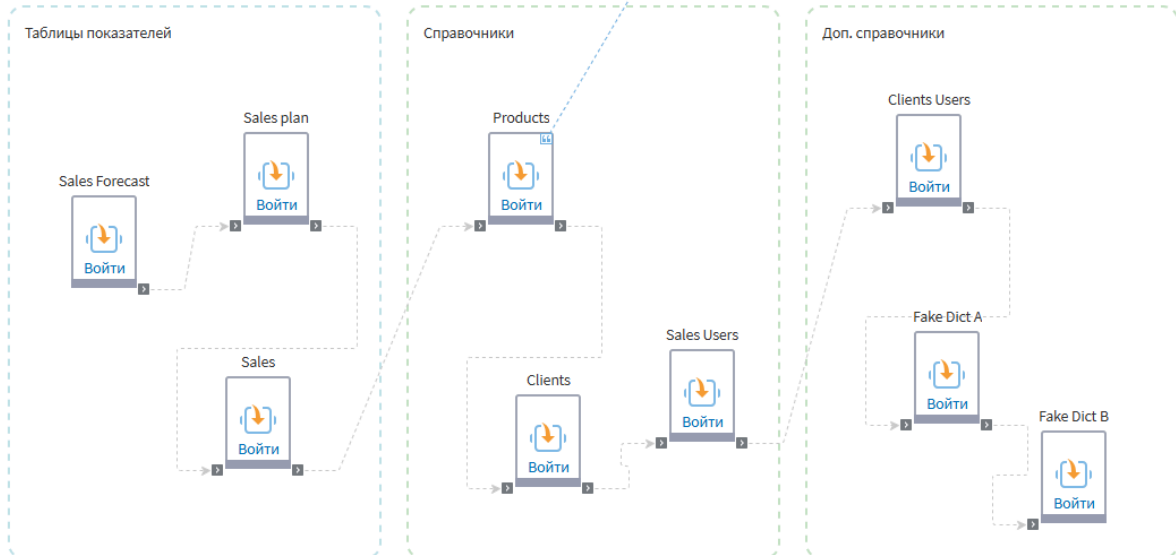 Таблицы показателей
Sales plan
Войти
Sales Forecast
Войти
Sales
Войти
Справочники
Products
Войти
Clients
Войти
Sales Users
Войти
Доп. справочники
Clients Users
Войти
Fake Dict A
Войти
Fake Dict B
Войти